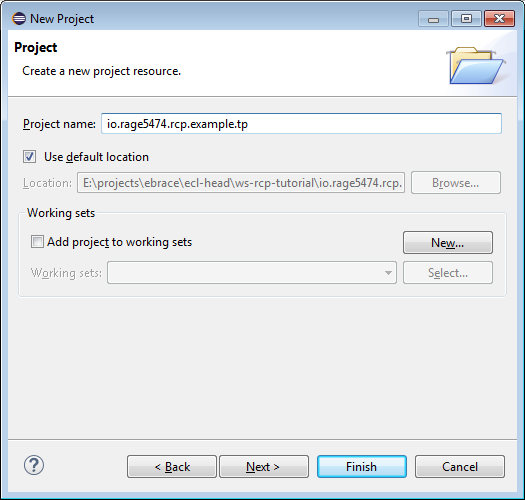 New Project
Project
Create a new project resource.
Project name: io.rage5474.rcp.example.tp
Use default location
Location: E:\projects\ebrace\ecl-head\ws-rcp-tutorial\io.rage5474.rcp. Browse...
Working sets
Add project to working sets New...
Working sets: Select...
? < Back Next > Finish Cancel